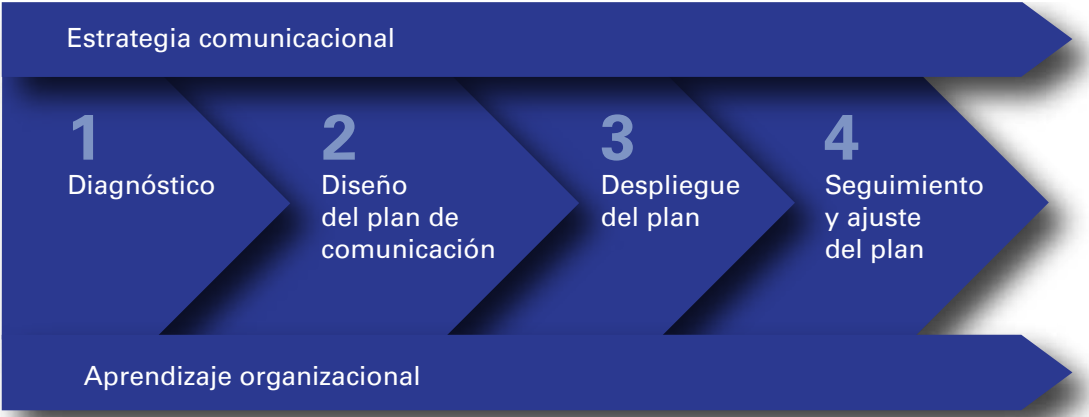 Estrategia comunicacional
1
Diagnóstico
2
Diseño
del plan de
comunicación
3
Despliegue
del plan
4
Seguimiento
y ajuste
del plan
Aprendizaje organizacional